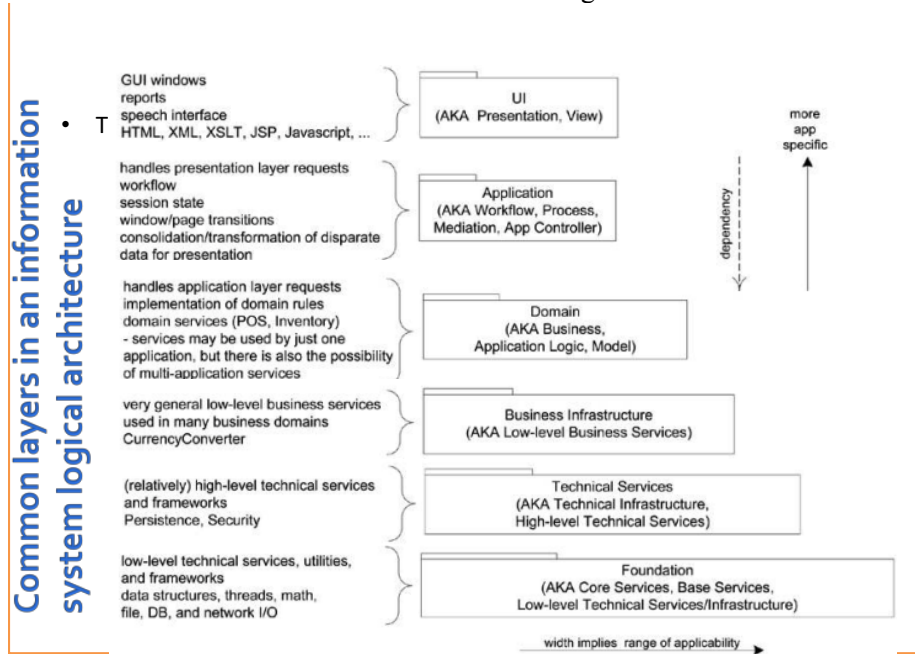 Common layers in an information
system logical architecture
• T
GUI windows
reports
speech interface
HTML, XML, XSLT, JSP, Javascript, ...
UI
(AKA Presentation, View)
handles presentation layer requests
workflow
session state
window/page transitions
consolidation/transformation of disparate
data for presentation
Application
(AKA Workflow, Process,
Mediation, App Controller)
handles application layer requests
implementation of domain rules
domain services (POS, Inventory)
- services may be used by just one
application, but there is also the possibility
of multi-application services
Domain
(AKA Business,
Application Logic, Model)
very general low-level business services
used in many business domains
CurrencyConverter
Business Infrastructure
(AKA Low-level Business Services)
(relatively) high-level technical services
and frameworks
Persistence, Security
Technical Services
(AKA Technical Infrastructure,
High-level Technical Services)
low-level technical services, utilities,
and frameworks
data structures, threads, math,
file, DB, and network I/O
Foundation
(AKA Core Services, Base Services,
Low-level Technical Services/Infrastructure)
more
app
specific
dependency
width implies range of applicability